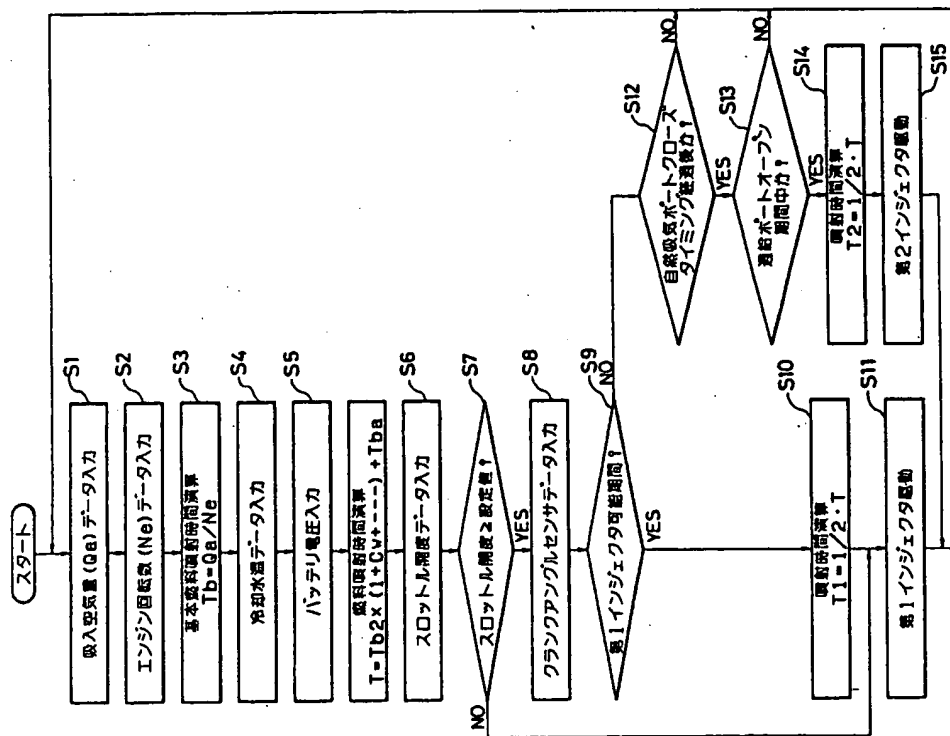 スタート
S1
吸入空気量(Qa)データ入力
S2
エンジン回転数(Ne)データ入力
S3
基本燃料噴射時間演算
Tb=Qa/Ne
S4
冷却水温データ入力
S5
バッテリ電圧入力
燃料噴射時間演算
T=Tb2×(1+Cw+---)+Tba
S6
スロットル開度データ入力
S7
スロットル開度≧設定値?
NO
YES
S8
クランクアングルセンサデータ入力
S9
第1インジェクタ可能期間?
NO
YES
S10
噴射時間演算
T1=1/2・T
S11
第1インジェクタ駆動
S12
自然吸気ポートクローズ
タイミング経過後か?
NO
YES
S13
過給ポートオープン
期間中か?
NO
YES
S14
噴射時間演算
T2=1/2・T
S15
第2インジェクタ駆動